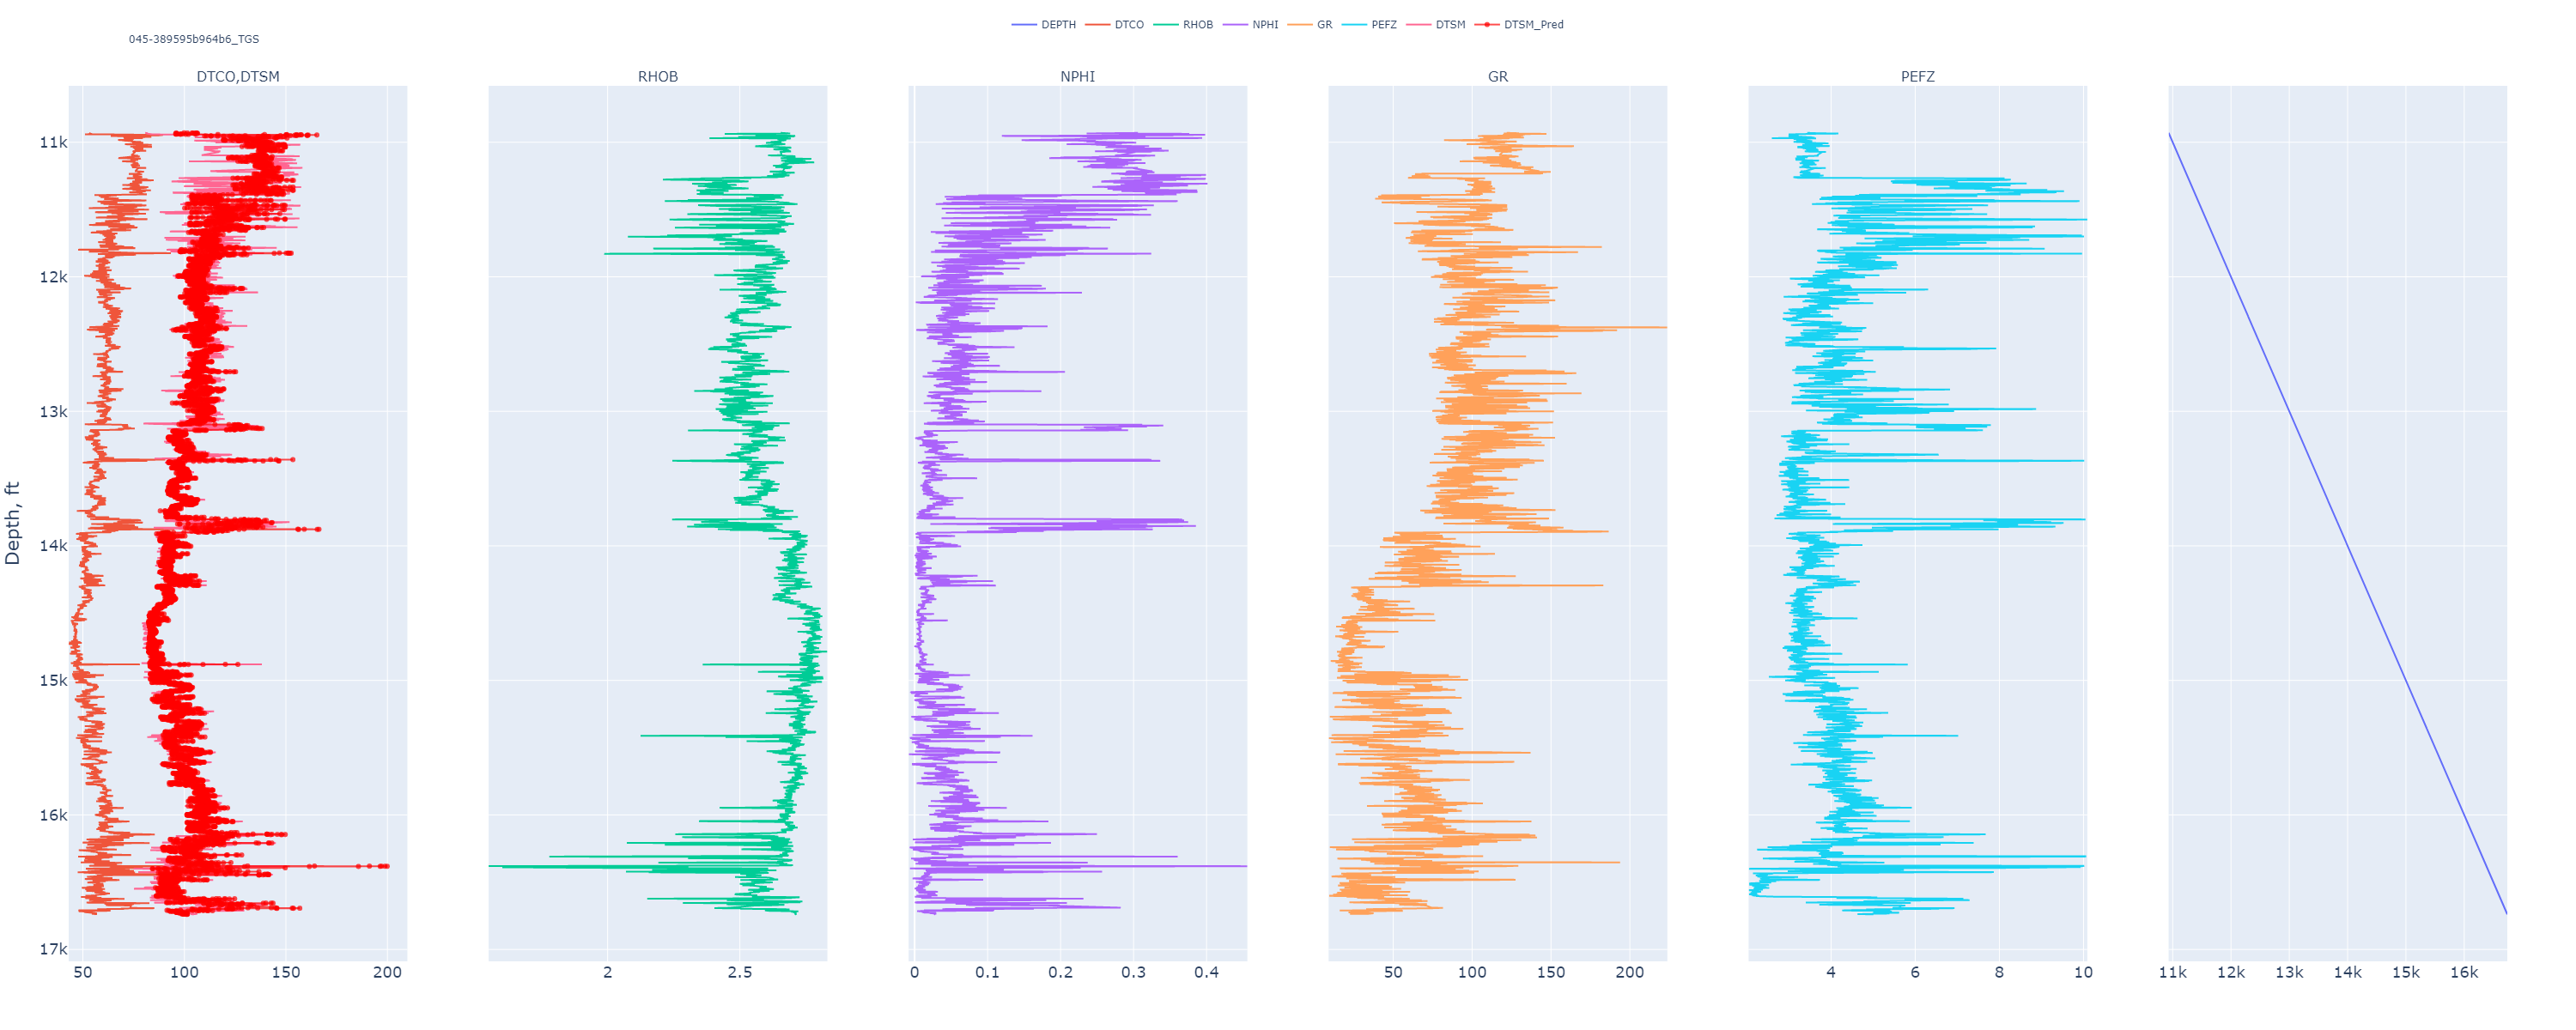 DEPTH DTCO RHOB NPHI GR PEFZ DTSM DTSM_Pred
045-389595b964b6_TGS
DTCO,DTSM RHOB NPHI GR PEFZ
11k
12k
13k
Depth, ft
14k
15k
16k
17k
50 100 150 200 2 2.5 0 0.1 0.2 0.3 0.4 50 100 150 200 4 6 8 10 11k 12k 13k 14k 15k 16k